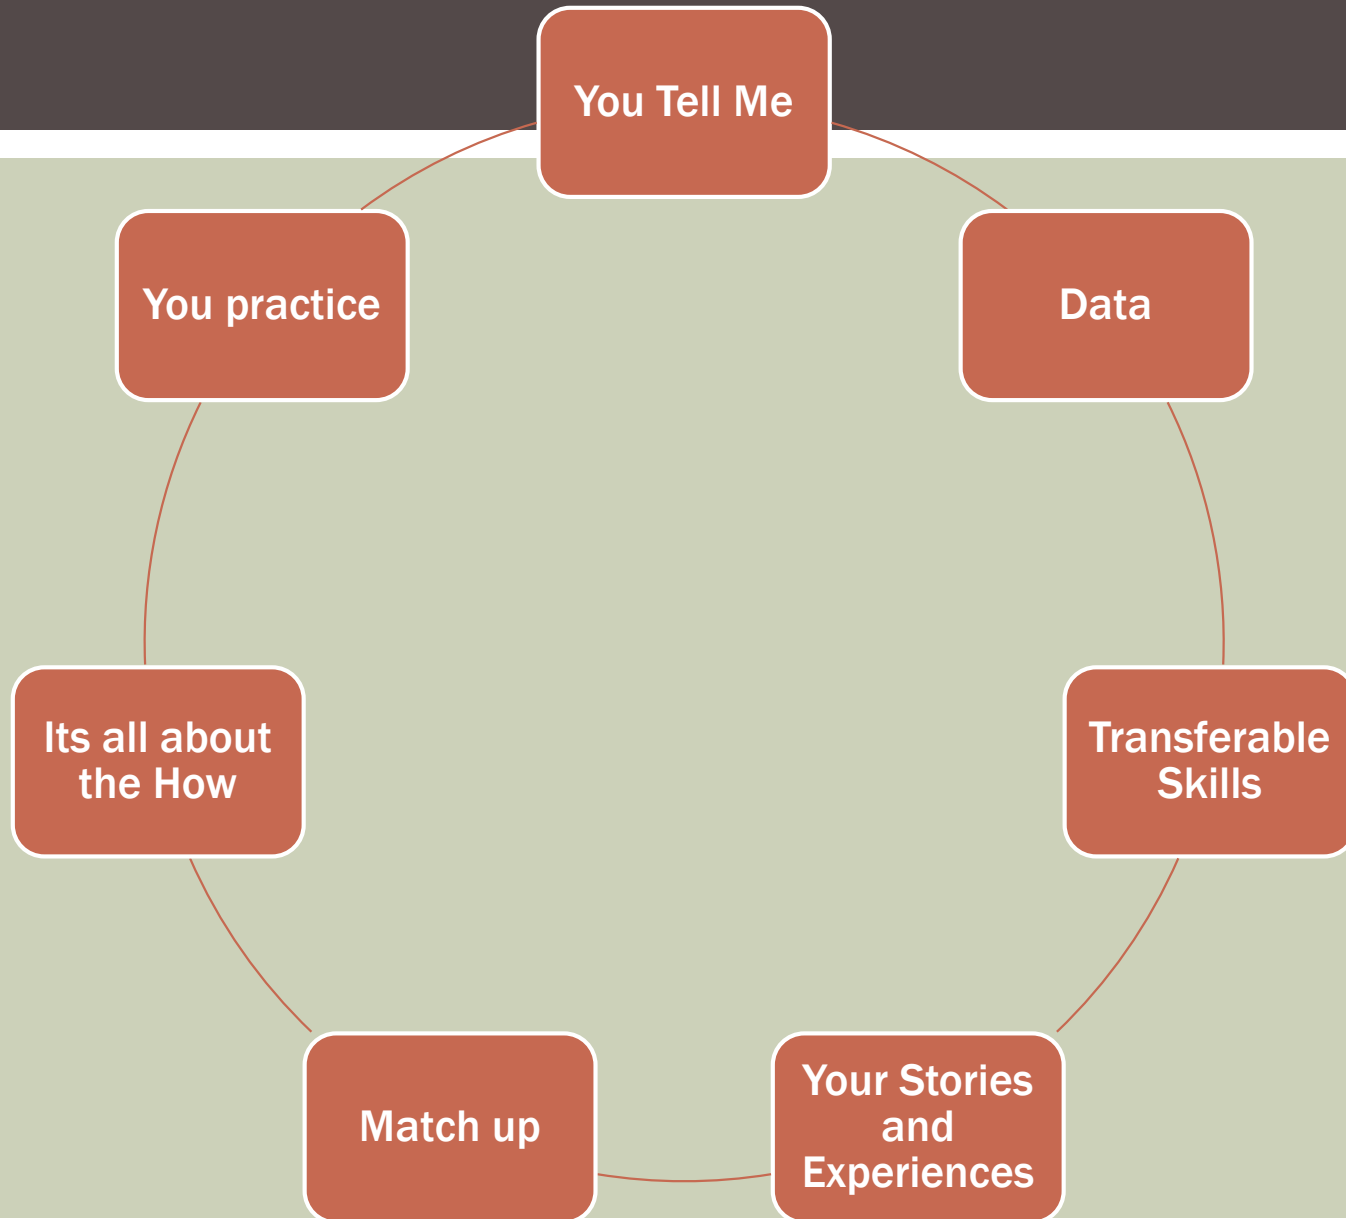 You Tell Me
Data
Transferable
Skills
Your Stories
and
Experiences
Match up
Its all about
the How
You practice